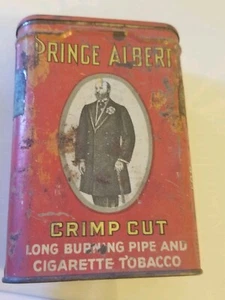 PRINCE ALBERT
CRIMP CUT
LONG BURNING PIPE AND
CIGARETTE TOBACCO